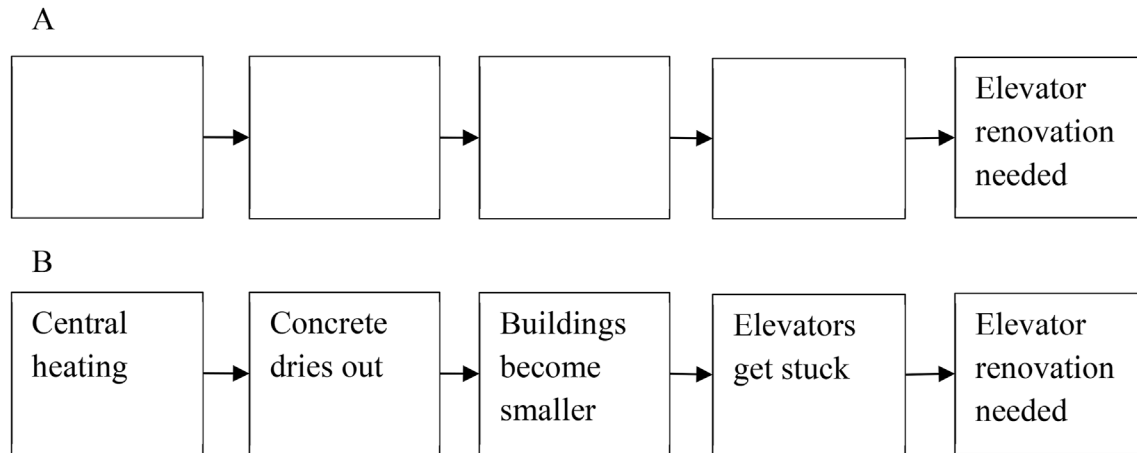 A
Elevator
renovation
needed
B
Central
heating
Concrete
dries out
Buildings
become
smaller
Elevators
get stuck
Elevator
renovation
needed